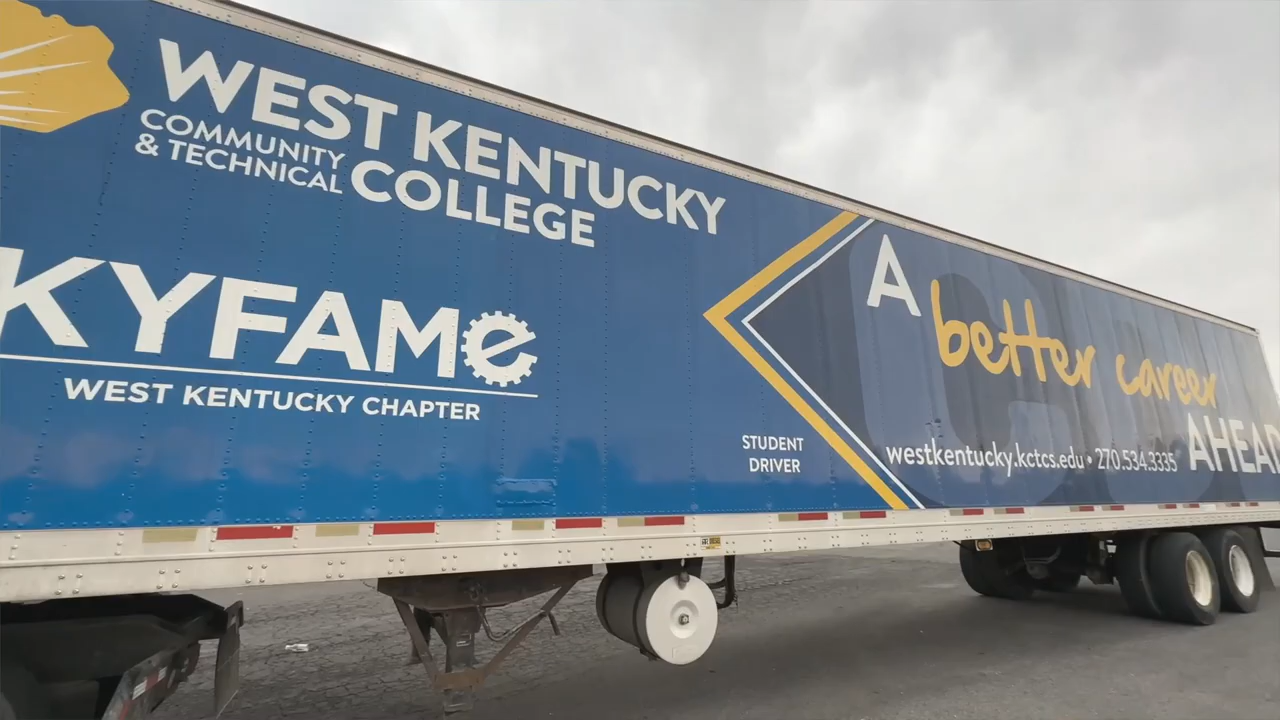 WEST KENTUCKY
COMMUNITY
& TECHNICAL
COLLEGE
KYFAMe
WEST KENTUCKY CHAPTER
STUDENT
DRIVER
A
better career
AHEAD
westkentucky.kctcs.edu • 270.534.3335